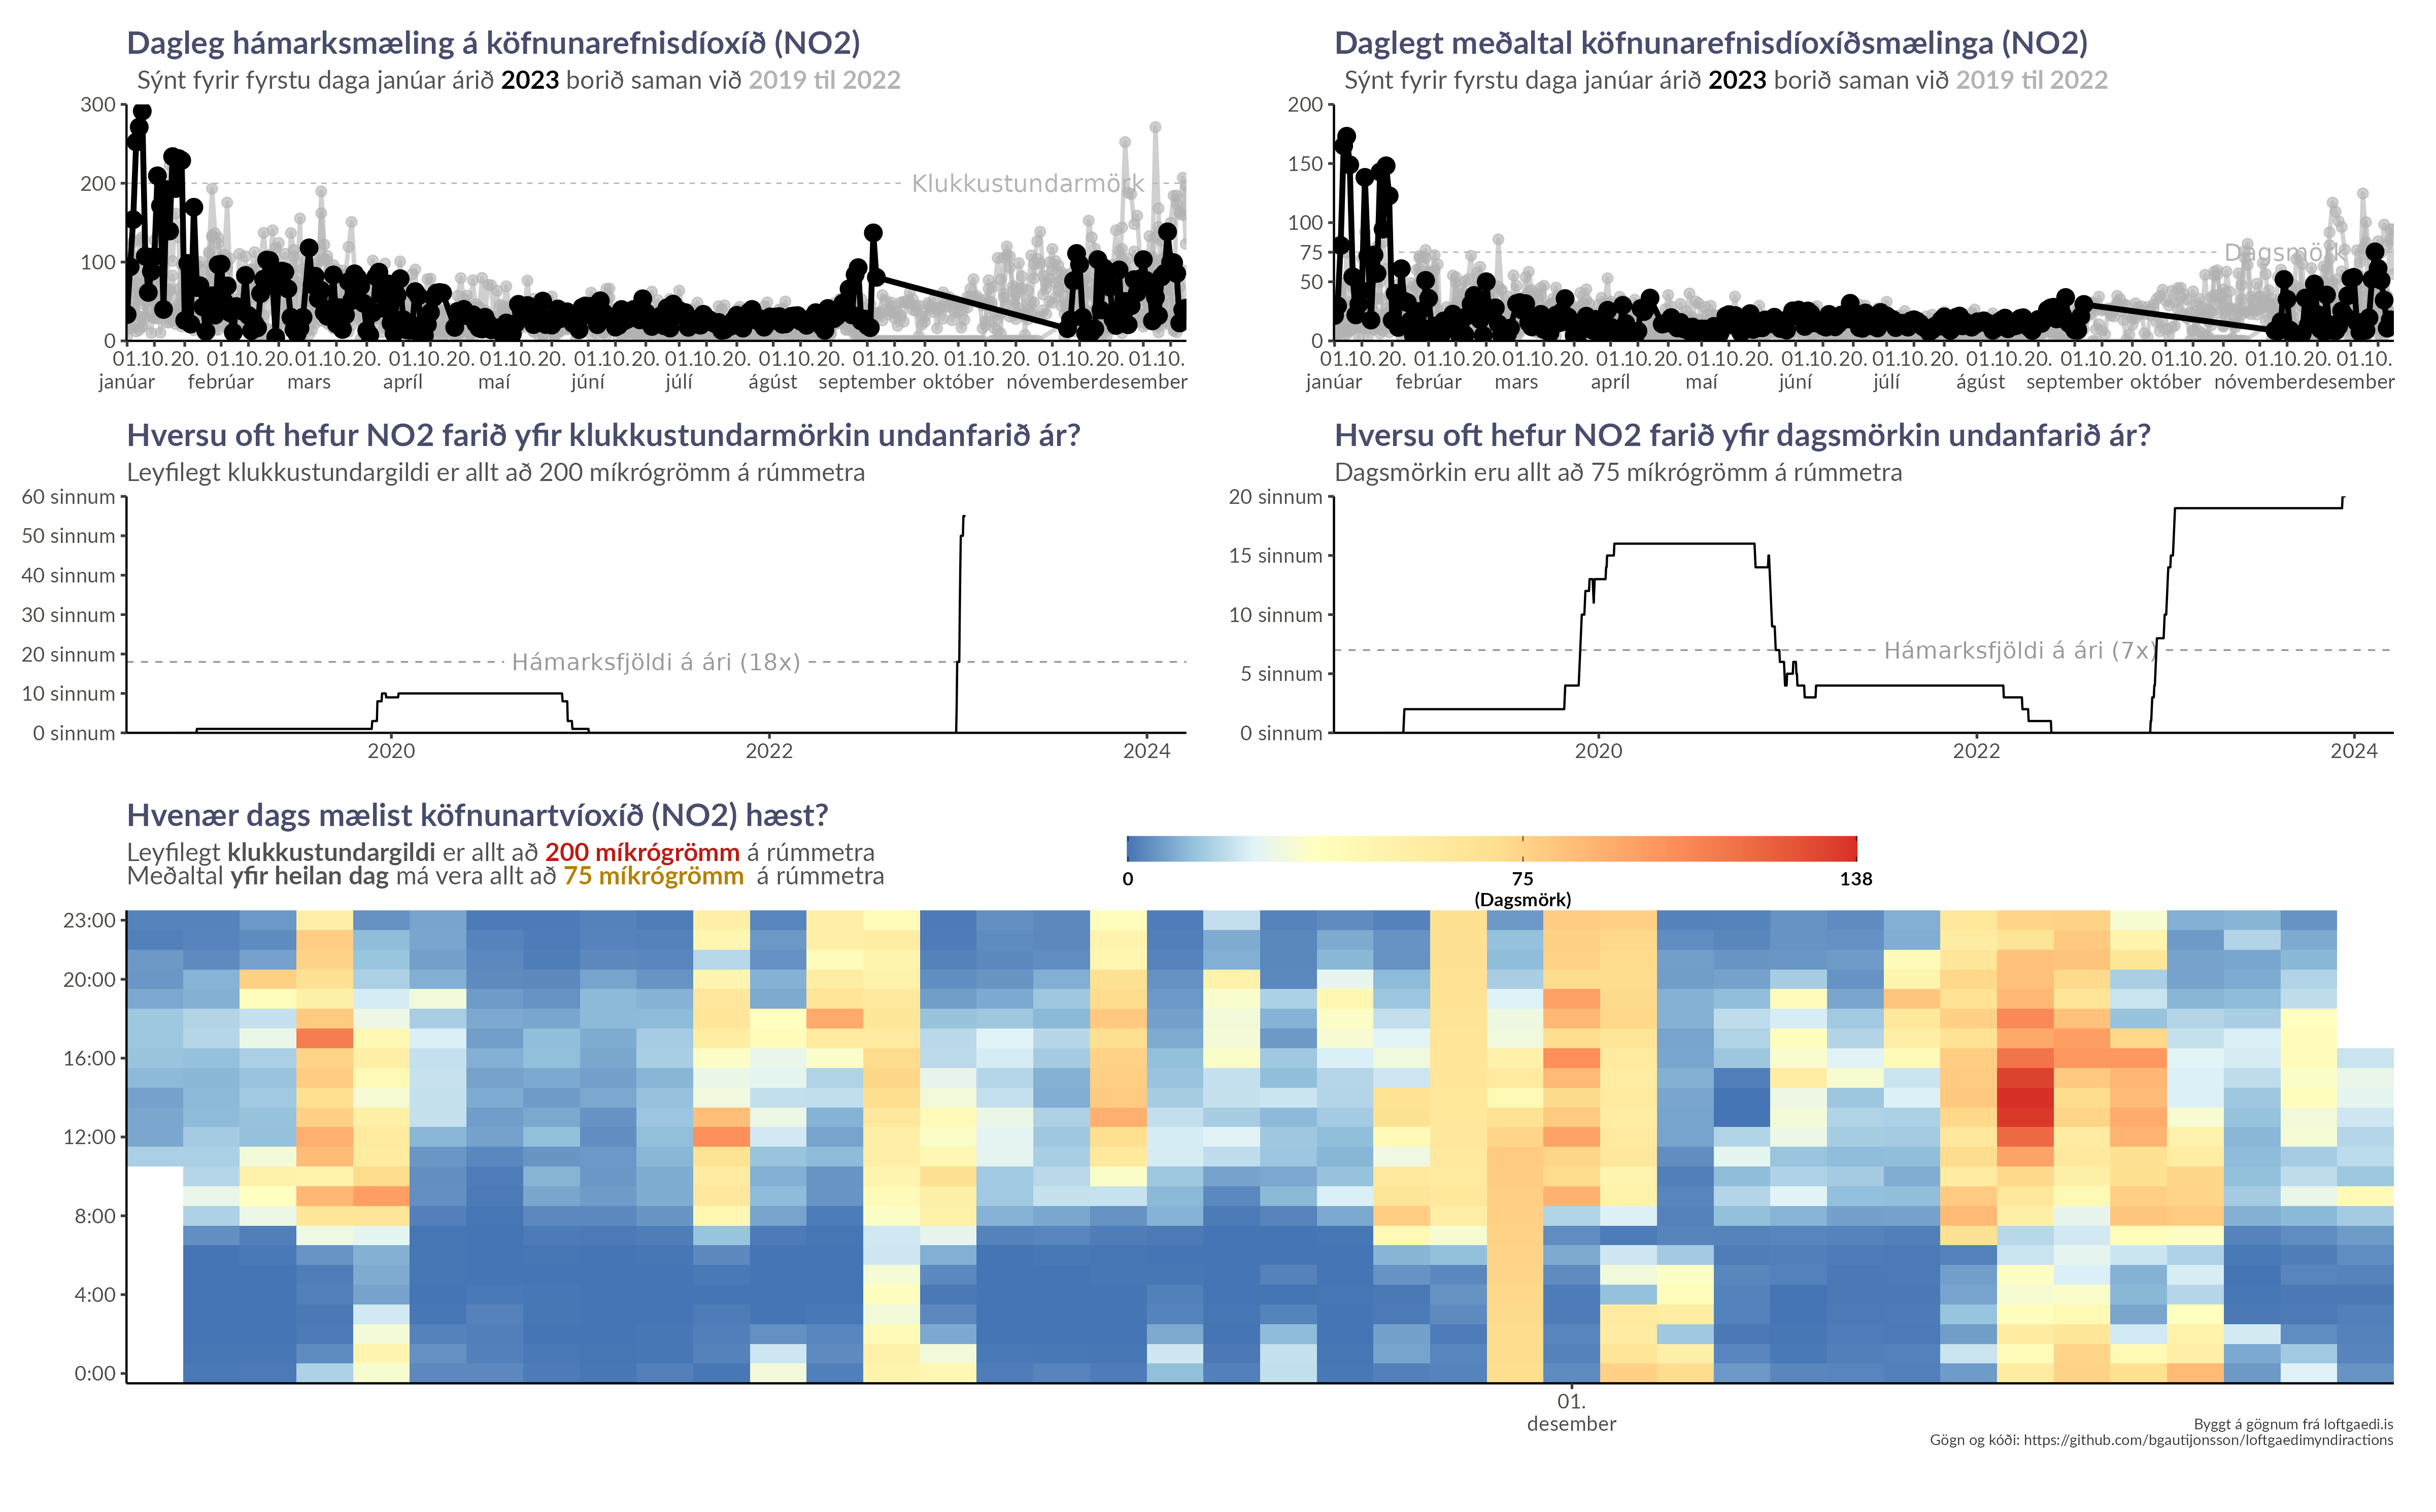 Dagleg hámarksmæling á köfnunarefnisdíoxíð (NO2)
Sýnt fyrir fyrstu daga janúar árið 2023 borið saman við 2019 til 2022
300
200
100
0
Klukkustundarmörk
01.10.20. 01.10.20. 01.10.20. 01.10.20. 01.10.20. 01.10.20. 01.10.20. 01.10.20. 01.10.20. 01.10.20. 01.10.20. 01.10.
janúar febrúar mars apríl maí júní júlí ágúst september október nóvember desember
Daglegt meðaltal köfnunarefnisdíoxíðsmælinga (NO2)
Sýnt fyrir fyrstu daga janúar árið 2023 borið saman við 2019 til 2022
200
150
100
75
50
0
Dagsmörk
01.10.20. 01.10.20. 01.10.20. 01.10.20. 01.10.20. 01.10.20. 01.10.20. 01.10.20. 01.10.20. 01.10.20. 01.10.20. 01.10.
janúar febrúar mars apríl maí júní júlí ágúst september október nóvember desember
Hversu oft hefur NO2 farið yfir klukkustundarmörkin undanfarið ár?
Leyfilegt klukkustundargildi er allt að 200 míkrógrömm á rúmmetra
60 sinnum
50 sinnum
40 sinnum
30 sinnum
20 sinnum
10 sinnum
0 sinnum
Hámarksfjöldi á ári (18x)
2020 2022 2024
Hversu oft hefur NO2 farið yfir dagsmörkin undanfarið ár?
Dagsmörkin eru allt að 75 míkrógrömm á rúmmetra
20 sinnum
15 sinnum
10 sinnum
5 sinnum
0 sinnum
Hámarksfjöldi á ári (7x)
2020 2022 2024
Hvenær dags mælist köfnunartvíoxíð (NO2) hæst?
Leyfilegt klukkustundargildi er allt að 200 míkrógrömm á rúmmetra
Meðaltal yfir heilan dag má vera allt að 75 míkrógrömm á rúmmetra
0 75 138
(Dagsmörk)
23:00
20:00
16:00
12:00
8:00
4:00
0:00
01.
desember
Byggt á gögnum frá loftgaedi.is
Gögn og kóði: https://github.com/bgautijonsson/loftgaedimyndiractions